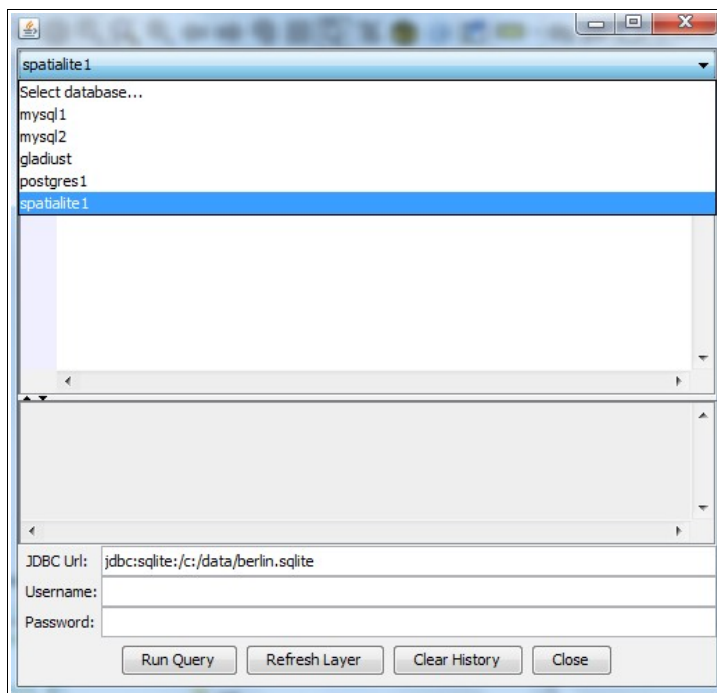 spatialite1
Select database...
mysql1
mysql2
gladiust
postgres1
spatialite1
JDBC Url: jdbc:sqlite:/c:/data/berlin.sqlite
Username:
Password:
Run Query Refresh Layer Clear History Close